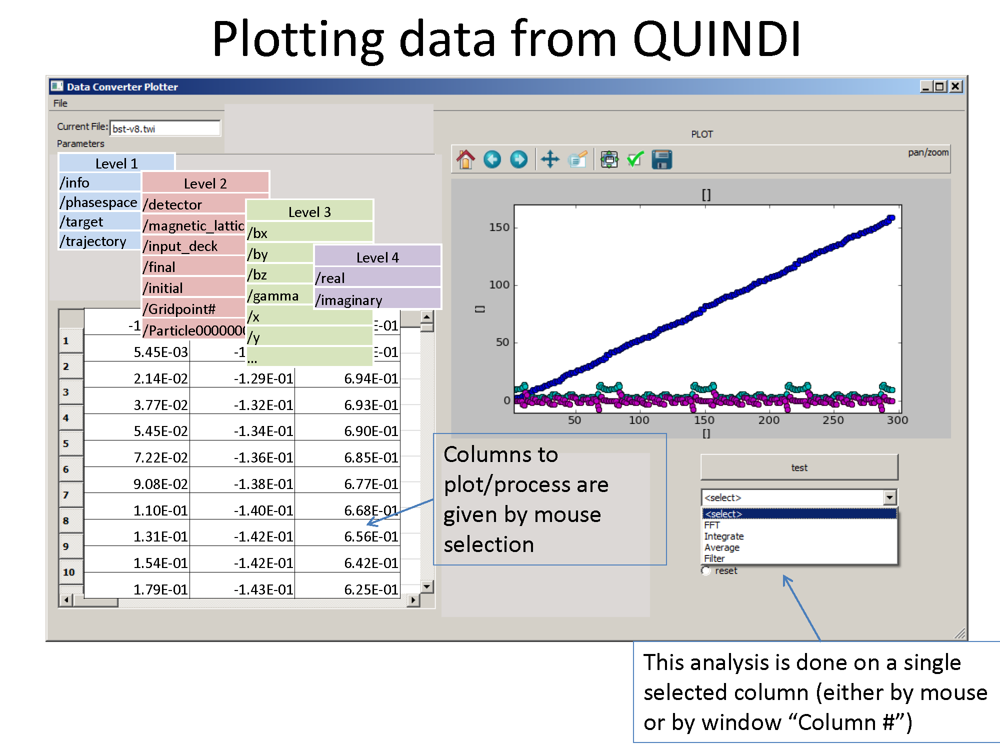 Plotting data from QUINDI
Data Converter Plotter
File
Current File: bst-v8.twi
Parameters
Level 1
/info
/phasespace
/target
/trajectory
Level 2
/detector
/magnetic_lattic
/input_deck
/final
/initial
/Gridpoint#
/Particle0000000
Level 3
/bx
/by
/bz
/gamma
/x
/y
...
Level 4
/real
/imaginary
-1 E-01
1
5.45E-03 -1 E-01
2
2.14E-02 -1.29E-01 6.94E-01
3
3.77E-02 -1.32E-01 6.93E-01
4
5.45E-02 -1.34E-01 6.90E-01
5
7.22E-02 -1.36E-01 6.85E-01
6
9.08E-02 -1.38E-01 6.77E-01
7
1.10E-01 -1.40E-01 6.68E-01
8
1.31E-01 -1.42E-01 6.56E-01
9
1.54E-01 -1.42E-01 6.42E-01
10
1.79E-01 -1.43E-01 6.25E-01
PLOT
pan/zoom
[]
150
100
[]
50
0
50 100 150 200 250 300
[]
Columns to
plot/process are
given by mouse
selection
test
<select>
<select>
FFT
Integrate
Average
Filter
reset
This analysis is done on a single
selected column (either by mouse
or by window “Column #”)